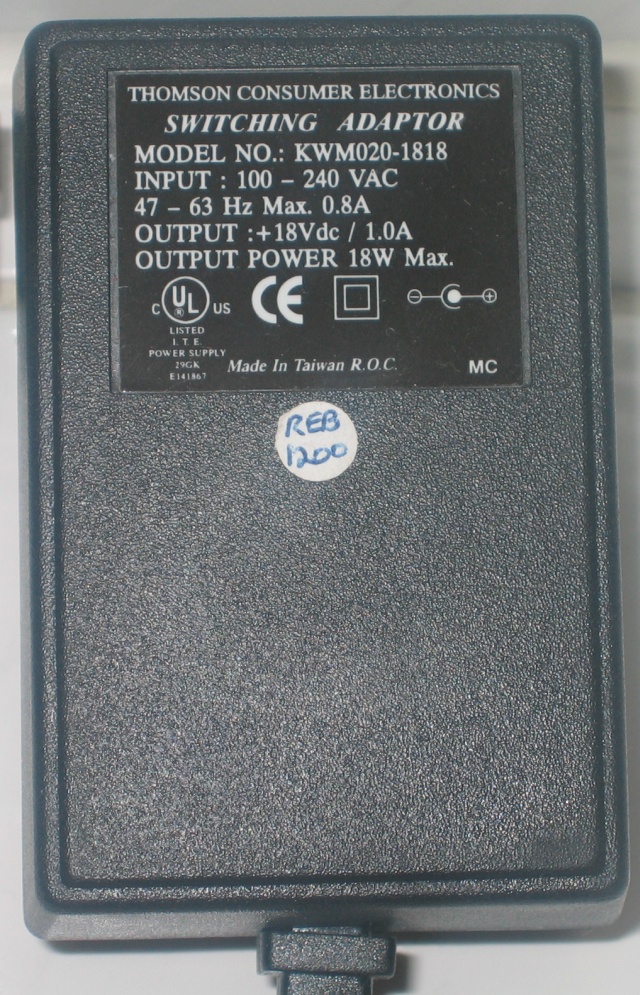 THOMSON CONSUMER ELECTRONICS
SWITCHING ADAPTOR
MODEL NO.: KWM020-1818
INPUT : 100 – 240 VAC
47 – 63 Hz Max. 0.8A
OUTPUT :+18Vdc / 1.0A
OUTPUT POWER 18W Max.
C UL ® US CE
LISTED
I. T. E.
POWER SUPPLY
29GK
E141867
Made In Taiwan R.O.C. MC
REB
1200